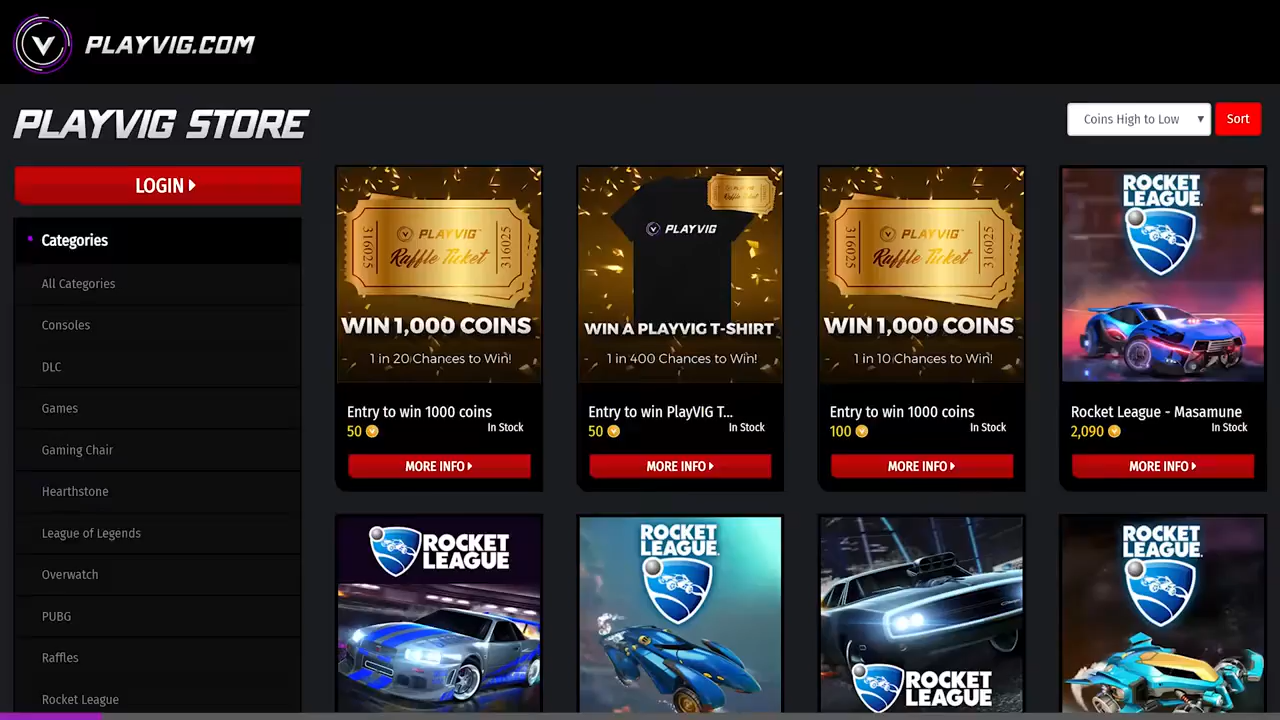 PLAYVIG.COM
PLAYVIG STORE
Coins High to Low
Sort
LOGIN
Categories
All Categories
Consoles
DLC
Games
Gaming Chair
Hearthstone
League of Legends
Overwatch
PUBG
Raffles
Rocket League
316025
PLAYVIG™
Raffle Ticket
316025
WIN 1,000 COINS
1 in 20 Chances to Win!
Entry to win 1000 coins
50
In Stock
MORE INFO
Raffle Ticket
PLAYVIG
WIN A PLAYVIG T-SHIRT
1 in 400 Chances to Win!
Entry to win PlayVIG T...
50
In Stock
MORE INFO
316025
PLAYVIG™
Raffle Ticket
316025
WIN 1,000 COINS
1 in 10 Chances to Win!
Entry to win 1000 coins
100
In Stock
MORE INFO
ROCKET
LEAGUE.
Rocket League - Masamune
2,090
In Stock
MORE INFO
ROCKET
LEAGUE
ROCKET
LEAGUE.
ROCKET
LEAGUE
ROCKET
LEAGUE.